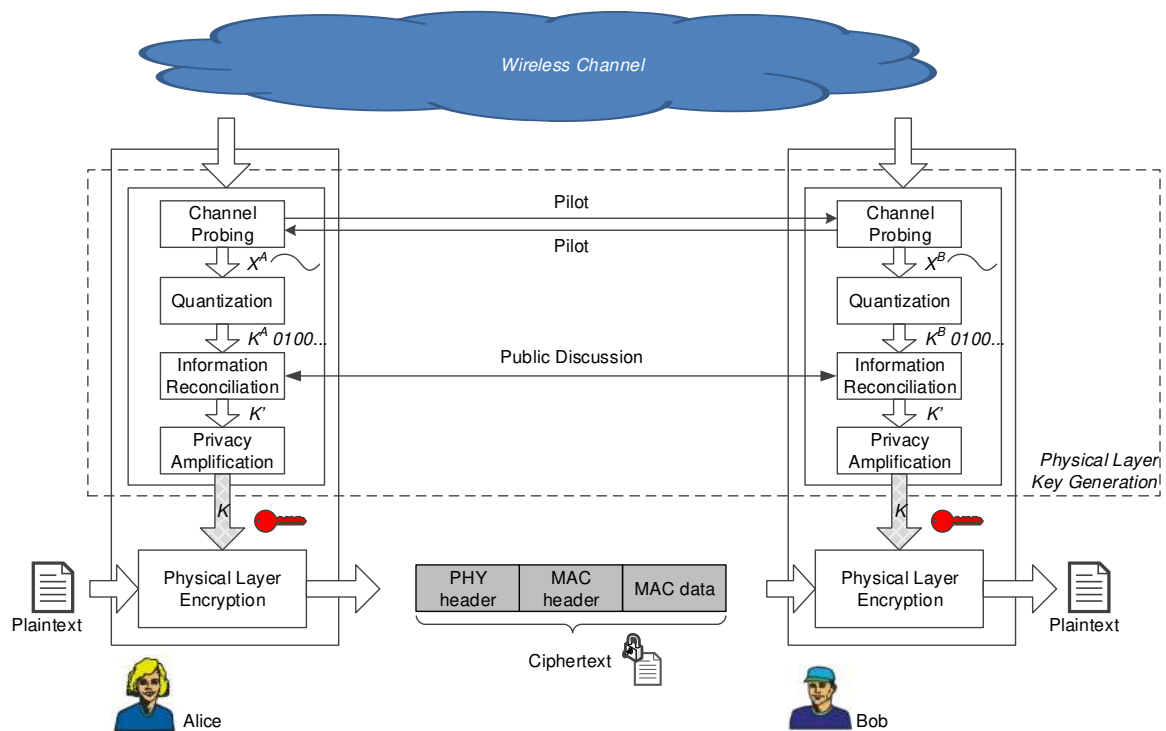 Wireless Channel
Pilot
Pilot
Channel
Probing
Channel
Probing
X^A
X^B
Quantization
Quantization
K^A 0100...
K^B 0100...
Public Discussion
Information
Reconciliation
Information
Reconciliation
K'
K'
Privacy
Amplification
Privacy
Amplification
Physical Layer
Key Generation
K
K
Physical Layer
Encryption
PHY
header
MAC
header
MAC data
Physical Layer
Encryption
Plaintext
Plaintext
Ciphertext
Alice
Bob